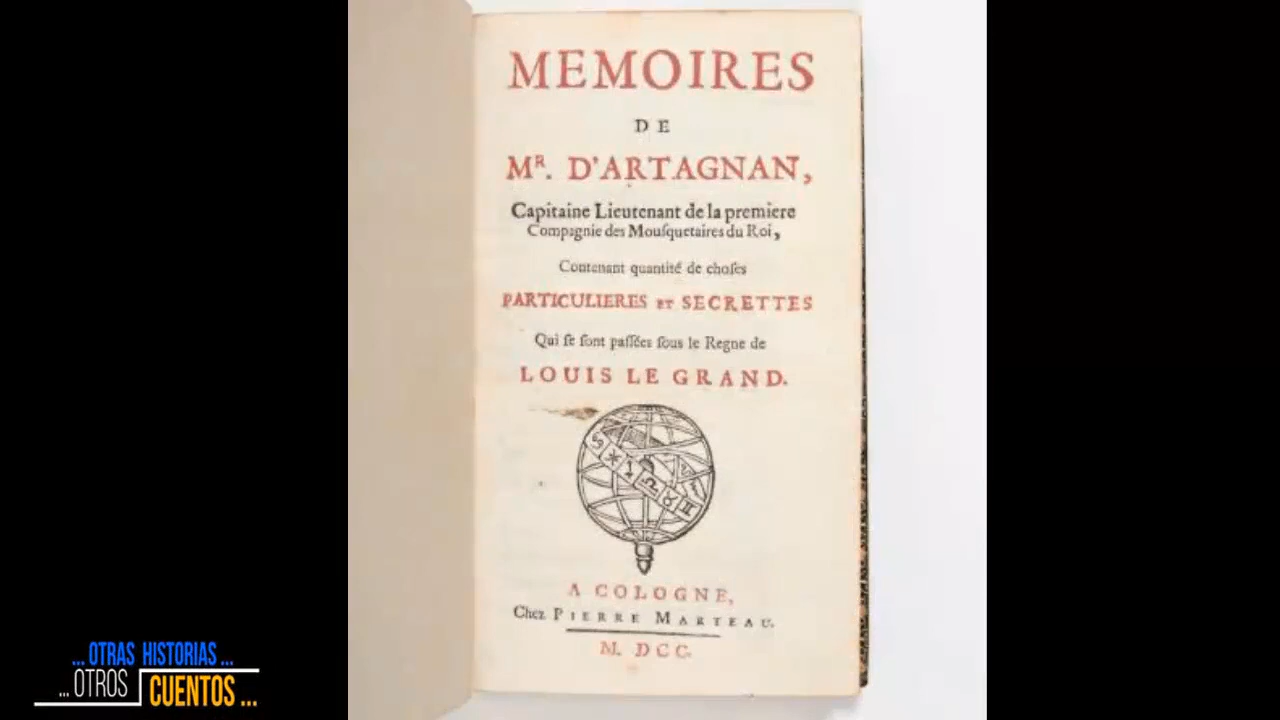 MEMOIRES
DE
MR. D'ARTAGNAN,
Capitaine Lieutenant de la premiere
Compagnie des Mouſquetaires du Roi,
Contenant quantité de choſes
PARTICULIERES ET SECRETTES
Qui ſe ſont paſſées ſous le Regne de
LOUIS LE GRAND.
A COLOGNE,
Chez PIERRE MARTEAU.
M. DCC.
... OTRAS HISTORIAS ...
... OTROS CUENTOS ...